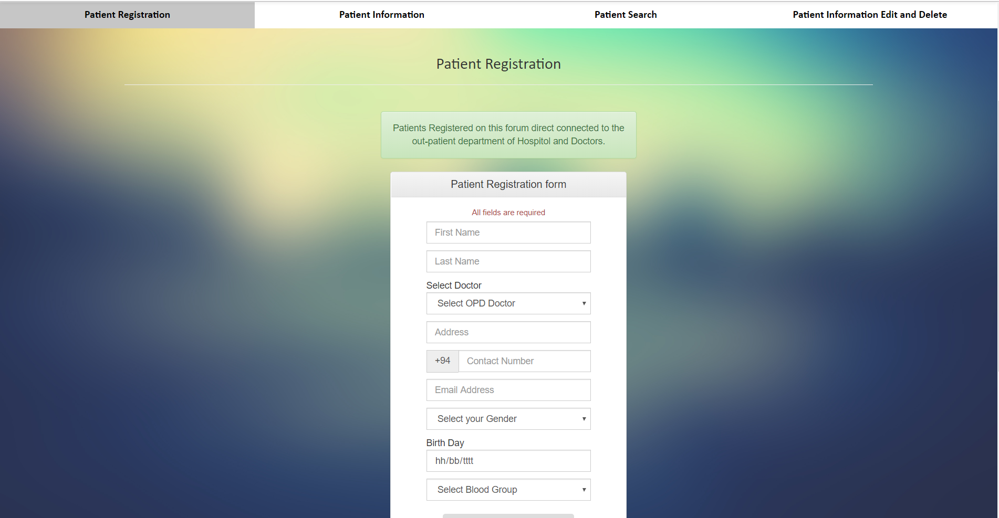 Patient Registration
Patient Information
Patient Search
Patient Information Edit and Delete
Patient Registration
Patients Registered on this forum direct connected to the
out-patient department of Hospitol and Doctors.
Patient Registration form
All fields are required
First Name
Last Name
Select Doctor
Select OPD Doctor
Address
+94 Contact Number
Email Address
Select your Gender
Birth Day
hh/bb/tttt
Select Blood Group